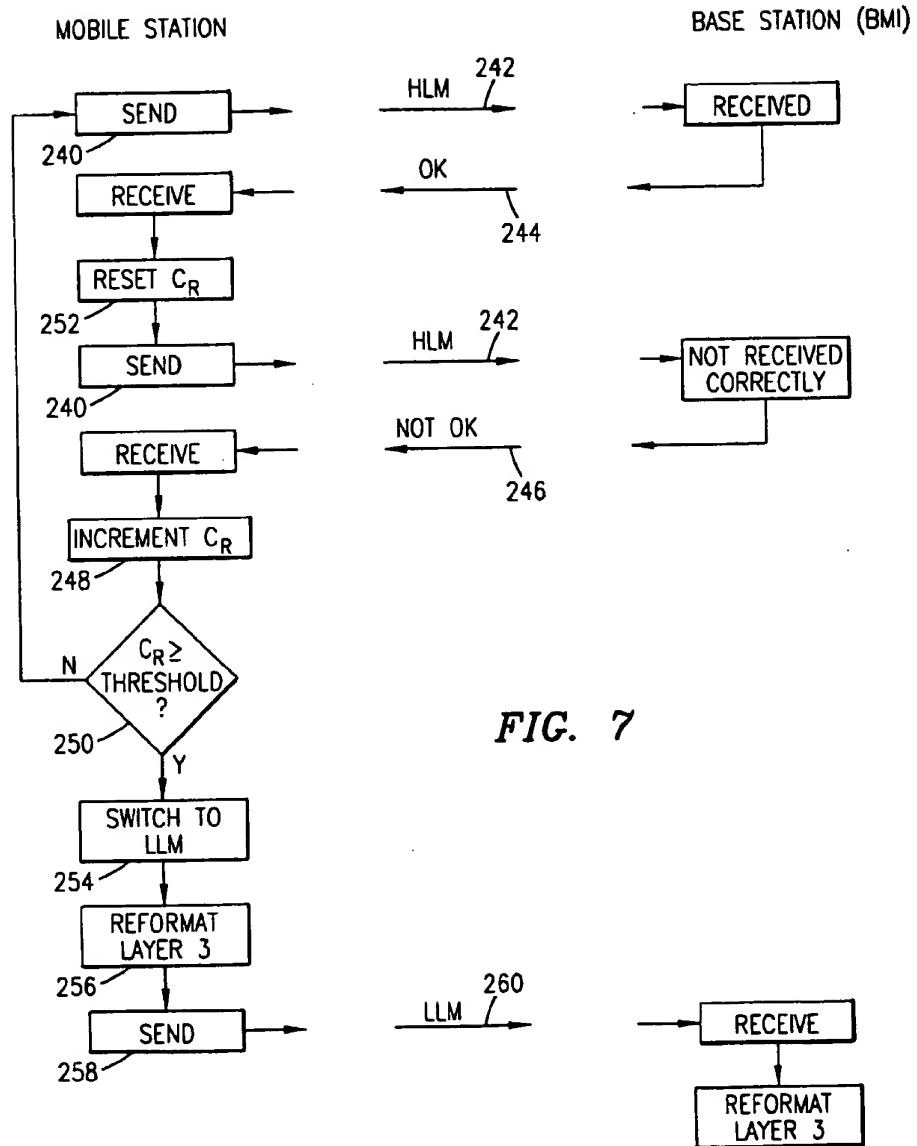 MOBILE STATION
BASE STATION (BMI)
SEND
240
HLM
242
RECEIVED
RECEIVE
OK
244
RESET C_R
252
SEND
240
HLM
242
NOT RECEIVED
CORRECTLY
RECEIVE
NOT OK
246
INCREMENT C_R
248
C_R ≥
THRESHOLD
?
N
250
Y
FIG. 7
SWITCH TO
LLM
254
REFORMAT
LAYER 3
256
SEND
258
LLM
260
RECEIVE
REFORMAT
LAYER 3